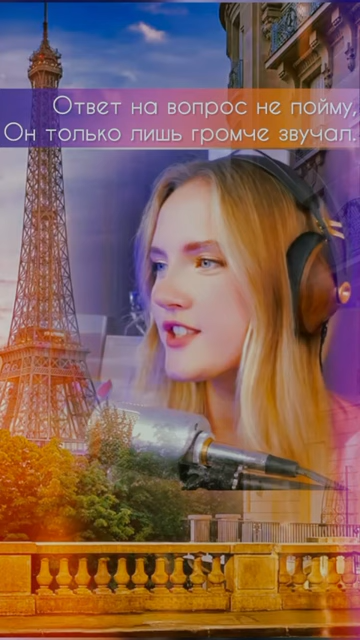 Ответ на вопрос не пойму,
Он только лишь громче звучал.